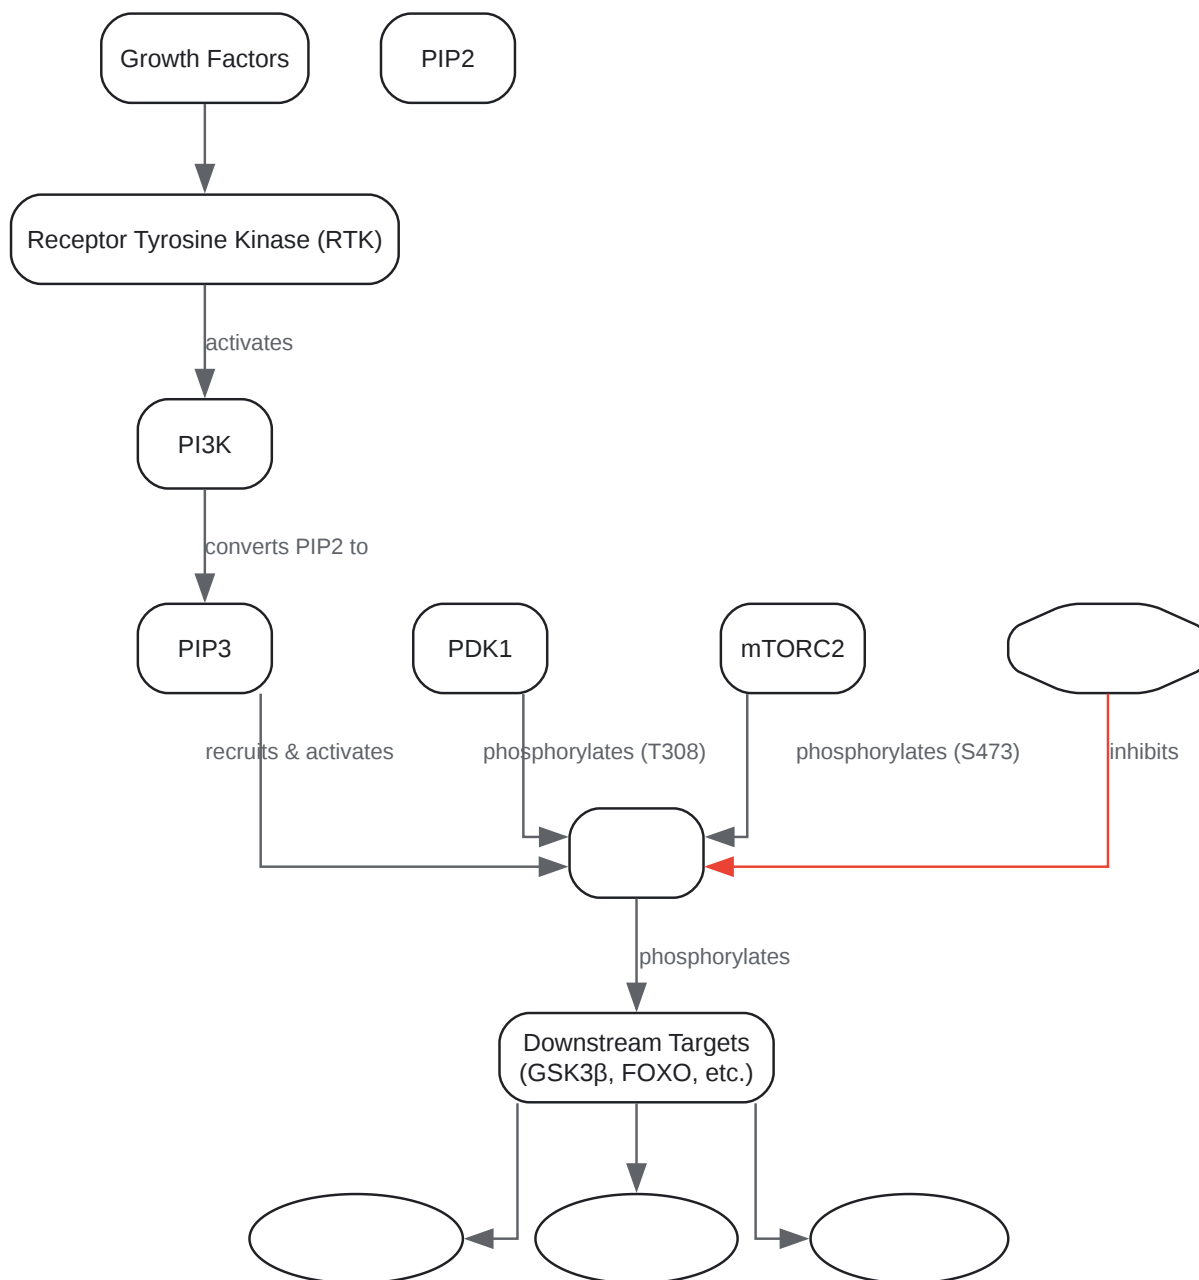 Growth Factors
PIP2
Receptor Tyrosine Kinase (RTK)
activates
PI3K
converts PIP2 to
PIP3
PDK1
mTORC2
recruits & activates
phosphorylates (T308)
phosphorylates (S473)
inhibits
phosphorylates
Downstream Targets
(GSK3β, FOXO, etc.)